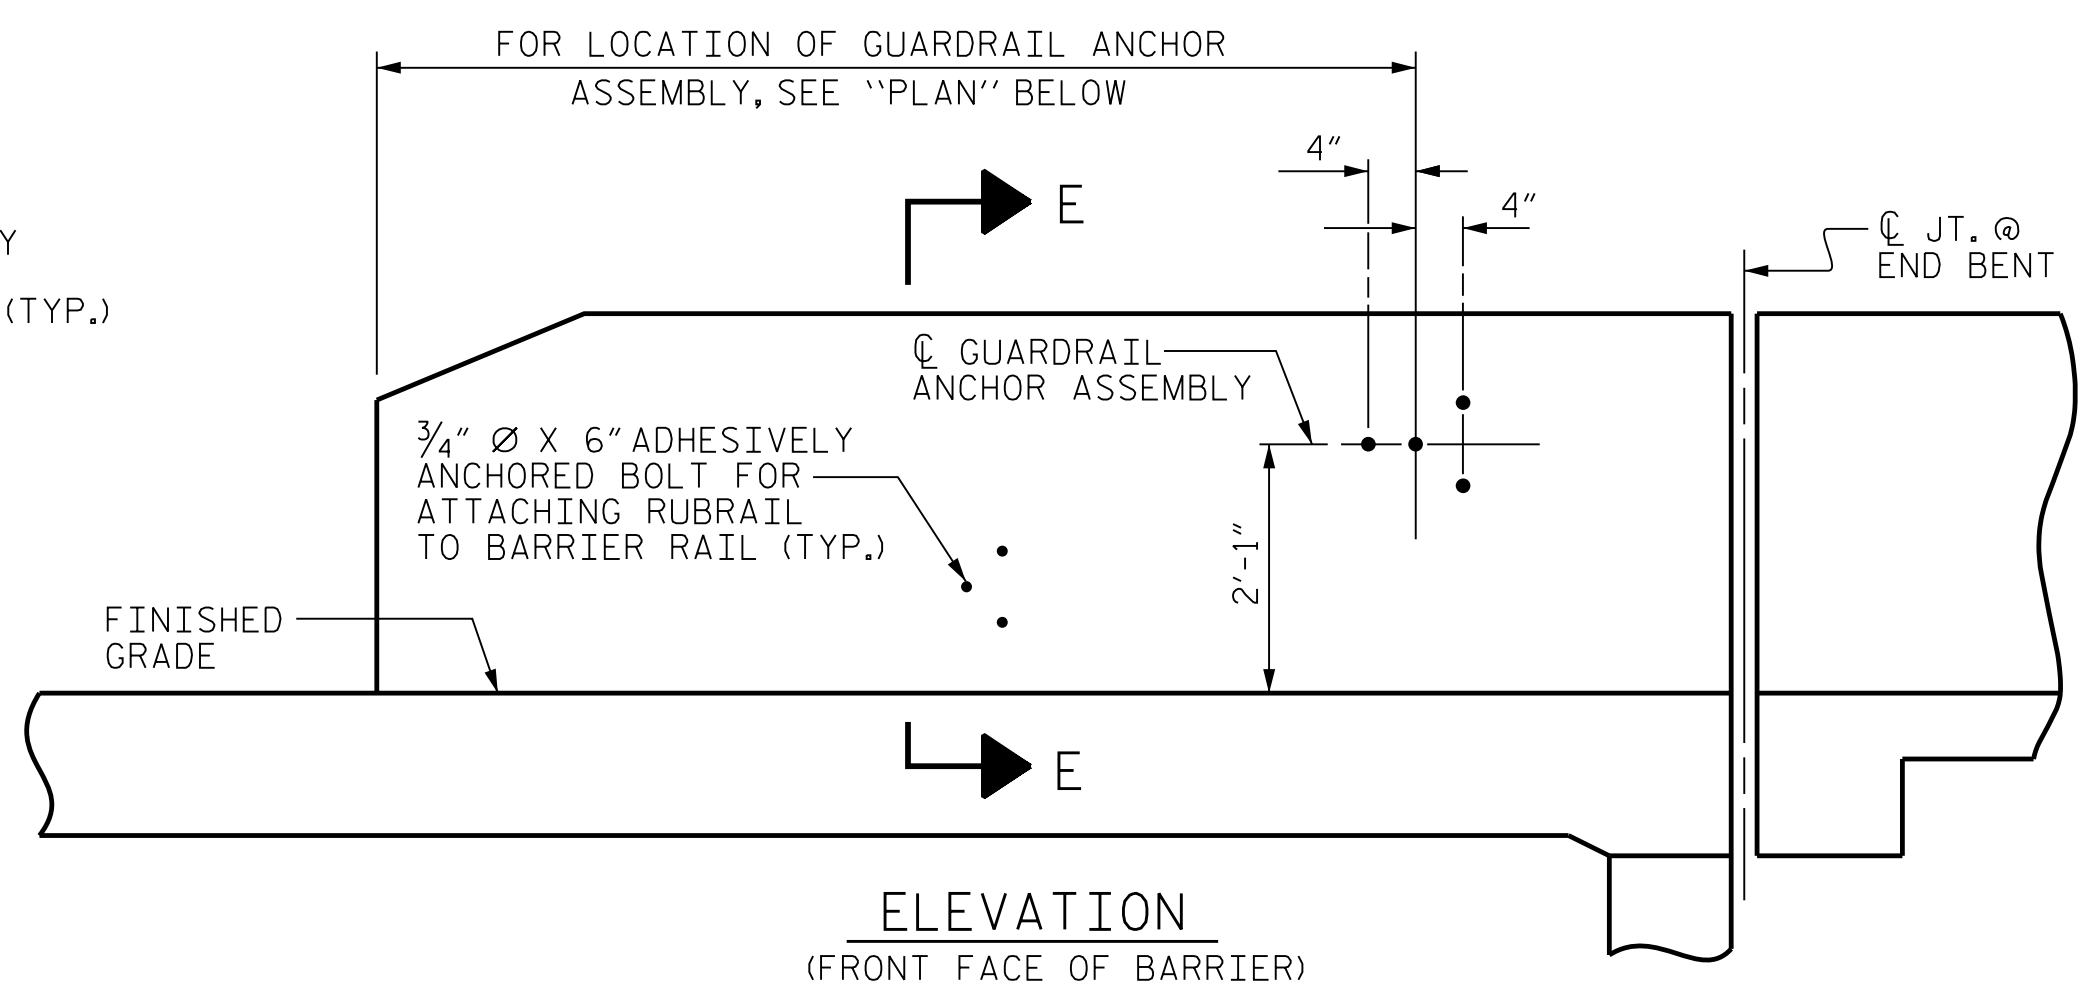 FOR LOCATION OF GUARDRAIL ANCHOR
ASSEMBLY, SEE "PLAN" BELOW
4"
E
4"
Y
(TYP.)
℄ JT. @
END BENT
℄ GUARDRAIL
ANCHOR ASSEMBLY
¾" Ø X 6" ADHESIVELY
ANCHORED BOLT FOR
ATTACHING RUBRAIL
TO BARRIER RAIL (TYP.)
2'-1"
FINISHED
GRADE
E
ELEVATION
(FRONT FACE OF BARRIER)